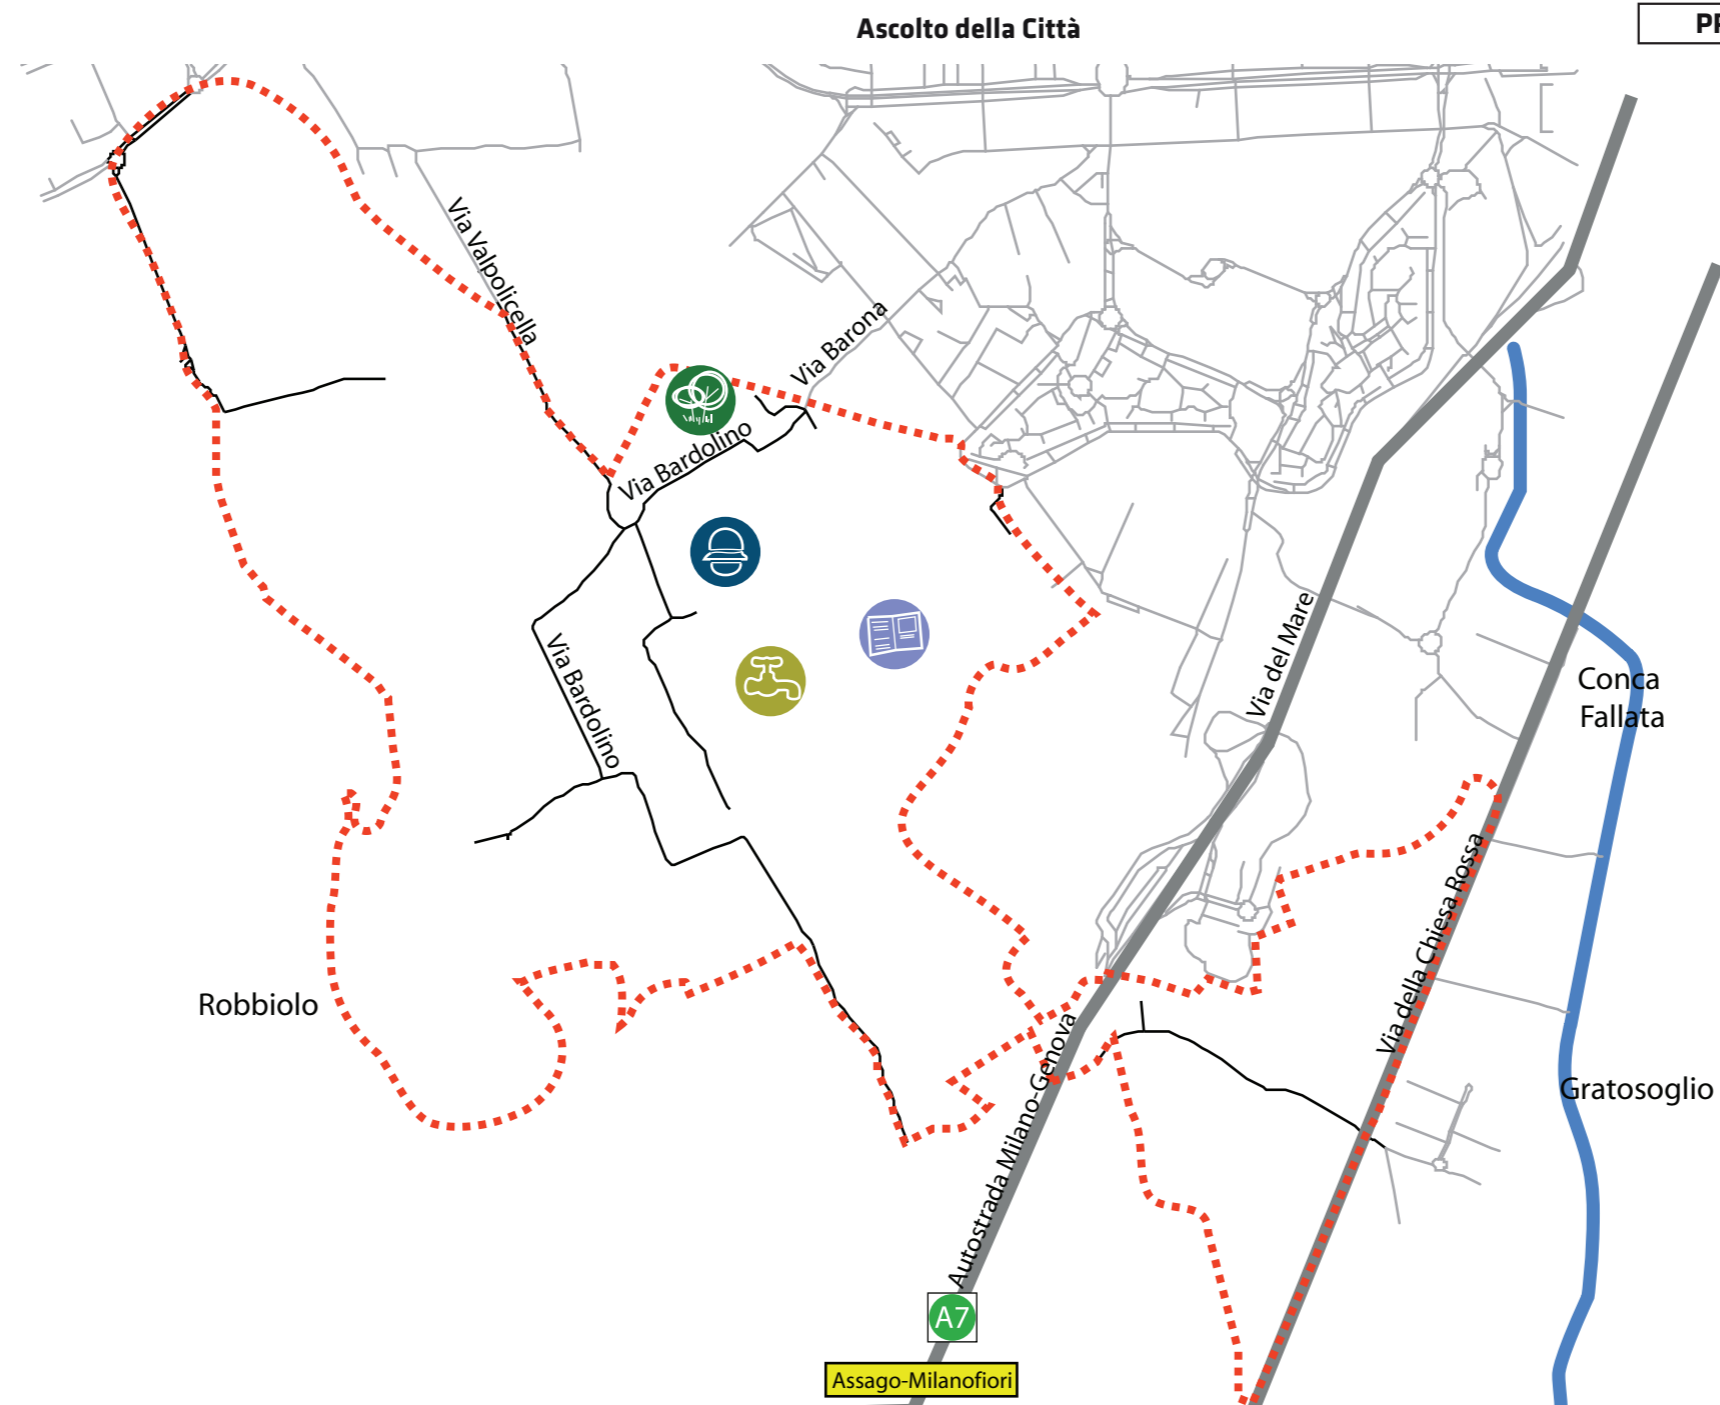 Ascolto della Città
Via Valpolicella
Via Barona
Via Bardolino
Via Bardolino
Via del Mare
Conca
Fallata
Via della Chiesa Rossa
Robbiolo
Autostrada Milano-Genova
Gratosoglio
A7
Assago-Milanofiori